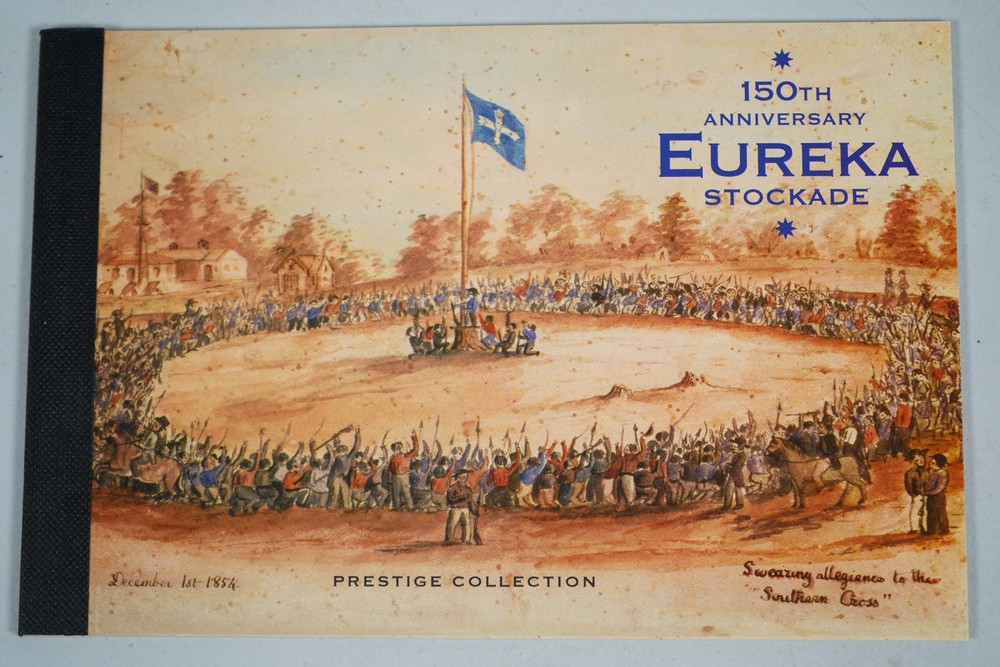 150TH
ANNIVERSARY
EUREKA
STOCKADE
December 1st 1854
PRESTIGE COLLECTION
Swearing allegiance to the
"Southern Cross"